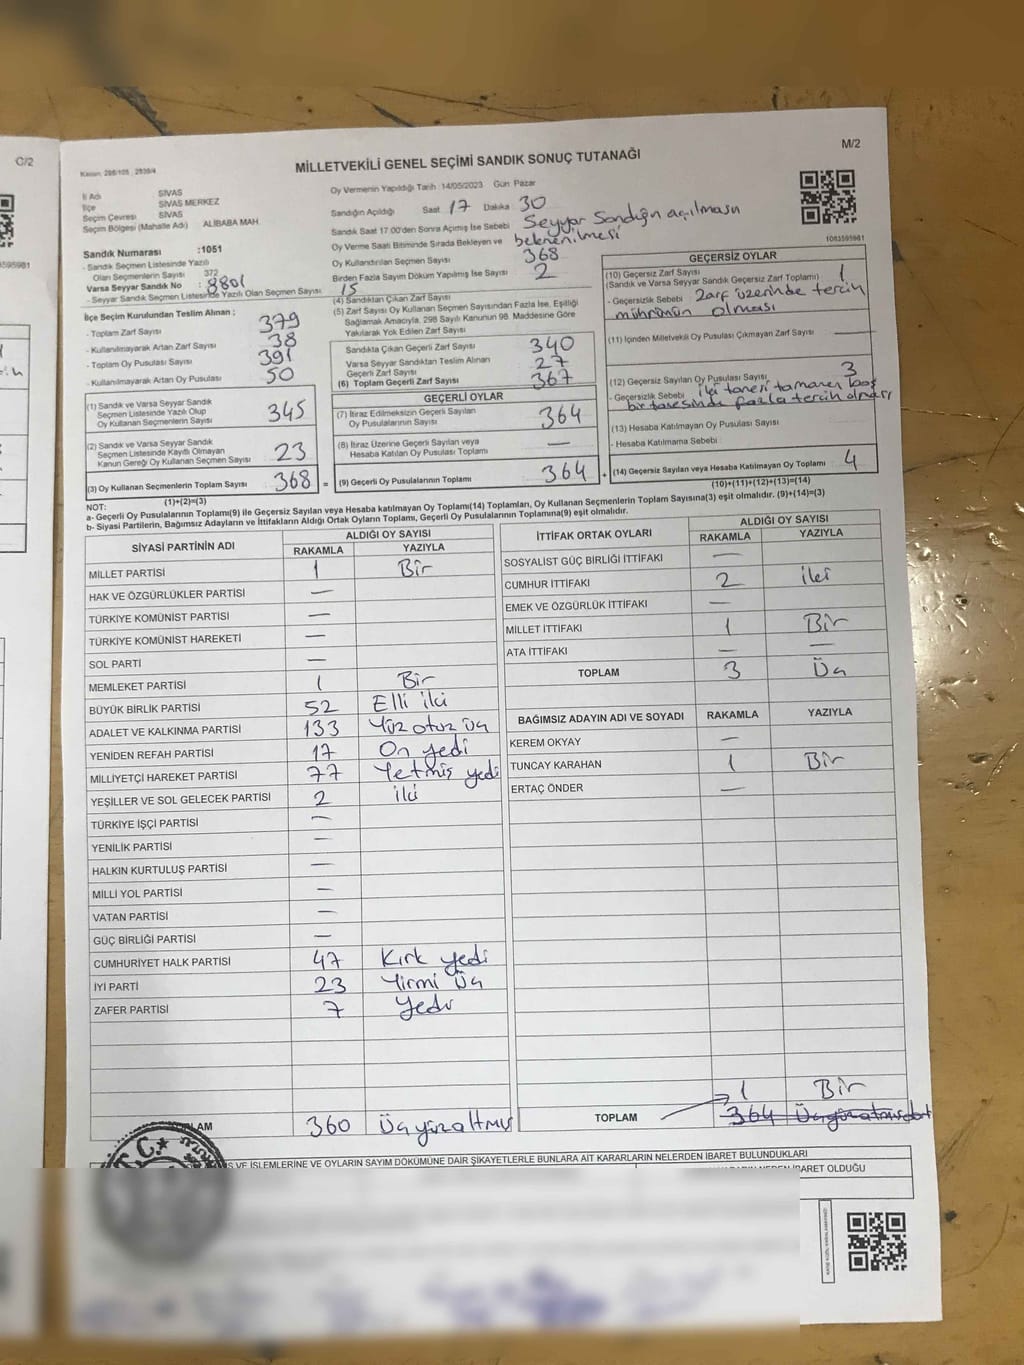 C/2
M/2
MİLLETVEKİLİ GENEL SEÇİMİ SANDIK SONUÇ TUTANAĞI
İl Adı SİVAS
İlçe SİVAS MERKEZ
Seçim Çevresi SİVAS
Seçim Bölgesi (Mahalle Adı) ALİBABA MAH.
Sandık Numarası :1051
- Sandık Seçmen Listesinde Yazılı
Olan Seçmenlerin Sayısı 372
Varsa Seyyar Sandık No : 8801
- Seyyar Sandık Seçmen Listesinde Yazılı Olan Seçmen Sayısı 15
Oy Vermenin Yapıldığı Tarih :14/05/2023 Gün Pazar
Sandığın Açıldığı Saat 17 Dakika 30
Sandık Saat 17:00'den Sonra Açımış İse Sebebi Seyyar Sandığın açılmasın
Oy Verme Saati Bitiminde Sırada Bekleyen ve beklenilmesi
Oy Kullandırılan Seçmen Sayısı 368
Birden Fazla Sayım Döküm Yapılmış İse Sayısı 2
1083595981
İlçe Seçim Kurulundan Teslim Alınan ;
- Toplam Zarf Sayısı 379
- Kullanılmayarak Artan Zarf Sayısı 38
- Toplam Oy Pusulası Sayısı 391
- Kullanılmayarak Artan Oy Pusulası 50
(1) Sandık ve Varsa Seyyar Sandık
Seçmen Listesinde Yazılı Olup
Oy Kullanan Seçmenlerin Sayısı 345
(2) Sandık ve Varsa Seyyar Sandık
Seçmen Listesinde Kayıtlı Olmayan
Kanun Gereği Oy Kullanan Seçmen Sayısı 23
(3) Oy Kullanan Seçmenlerin Toplam Sayısı 368 =
(1)+(2)=(3)
(4) Sandıktan Çıkan Zarf Sayısı
(5) Zarf Sayısı Oy Kullanan Seçmen Sayısından Fazla İse, Eşitliği
Sağlamak Amacıyla, 298 Sayılı Kanunun 98. Maddesine Göre
Yakılarak Yok Edilen Zarf Sayısı
Sandıkta Çıkan Geçerli Zarf Sayısı 340
Varsa Seyyar Sandıktan Teslim Alınan
Geçerli Zarf Sayısı 27
(6) Toplam Geçerli Zarf Sayısı 367
GEÇERLİ OYLAR
(7) İtiraz Edilmeksizin Geçerli Sayılan
Oy Pusulalarının Sayısı 364
(8) İtiraz Üzerine Geçerli Sayılan veya
Hesaba Katılan Oy Pusulası Toplamı —
(9) Geçerli Oy Pusulalarının Toplamı 364 +
GEÇERSİZ OYLAR
(10) Geçersiz Zarf Sayısı 1
(Sandık ve Varsa Seyyar Sandık Geçersiz Zarf Toplamı)
- Geçersizlik Sebebi Zarf üzerinde tercih
mührünün olması
(11) İçinden Milletvekili Oy Pusulası Çıkmayan Zarf Sayısı —
(12) Geçersiz Sayılan Oy Pusulası Sayısı 3
- Geçersizlik Sebebi iki tanesi tamamen boş
bir tanesinde fazla tercih olması
(13) Hesaba Katılmayan Oy Pusulası Sayısı
- Hesaba Katılmama Sebebi
(14) Geçersiz Sayılan veya Hesaba Katılmayan Oy Toplamı 4
(10)+(11)+(12)+(13)=(14)
NOT:
a- Geçerli Oy Pusulalarının Toplamı(9) ile Geçersiz Sayılan veya Hesaba katılmayan Oy Toplamı(14) Toplamları, Oy Kullanan Seçmenlerin Toplam Sayısına(3) eşit olmalıdır. (9)+(14)=(3)
b- Siyasi Partilerin, Bağımsız Adayların ve İttifakların Aldığı Ortak Oyların Toplamı, Geçerli Oy Pusulalarının Toplamına(9) eşit olmalıdır.
SİYASİ PARTİNİN ADI ALDIĞI OY SAYISI
RAKAMLA YAZIYLA
MİLLET PARTİSİ 1 Bir
HAK VE ÖZGÜRLÜKLER PARTİSİ —
TÜRKİYE KOMÜNİST PARTİSİ —
TÜRKİYE KOMÜNİST HAREKETİ —
SOL PARTİ —
MEMLEKET PARTİSİ 1 Bir
BÜYÜK BİRLİK PARTİSİ 52 Elli iki
ADALET VE KALKINMA PARTİSİ 133 Yüz otuz üç
YENİDEN REFAH PARTİSİ 17 On yedi
MİLLİYETÇİ HAREKET PARTİSİ 77 Yetmiş yedi
YEŞİLLER VE SOL GELECEK PARTİSİ 2 iki
TÜRKİYE İŞÇİ PARTİSİ —
YENİLİK PARTİSİ —
HALKIN KURTULUŞ PARTİSİ —
MİLLİ YOL PARTİSİ —
VATAN PARTİSİ —
GÜÇ BİRLİĞİ PARTİSİ —
CUMHURİYET HALK PARTİSİ 47 Kırk yedi
İYİ PARTİ 23 Yirmi üç
ZAFER PARTİSİ 7 Yedi
TOPLAM 360 Üçyüzaltmış
İTTİFAK ORTAK OYLARI ALDIĞI OY SAYISI
RAKAMLA YAZIYLA
SOSYALİST GÜÇ BİRLİĞİ İTTİFAKI —
CUMHUR İTTİFAKI 2 iki
EMEK VE ÖZGÜRLÜK İTTİFAKI —
MİLLET İTTİFAKI 1 Bir
ATA İTTİFAKI — —
TOPLAM 3 Üç
BAĞIMSIZ ADAYIN ADI VE SOYADI RAKAMLA YAZIYLA
KEREM OKYAY —
TUNCAY KARAHAN 1 Bir
ERTAÇ ÖNDER —
1 Bir
TOPLAM 364 Üçyüzatmışdört
VE İŞLEMLERİNE VE OYLARIN SAYIM DÖKÜMÜNE DAİR ŞİKAYETLERLE BUNLARA AİT KARARLARIN NELERDEN İBARET BULUNDUKLARI
İBARET OLDUĞU
T.C.